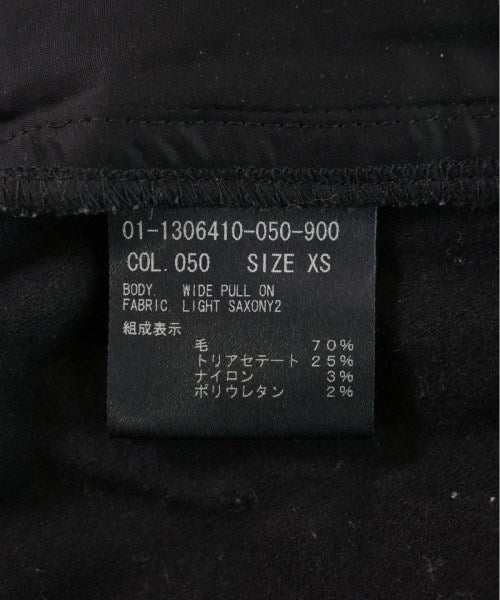 01-1306410-050-900
COL. 050 SIZE XS
BODY. WIDE PULL ON
FABRIC. LIGHT SAXONY2
組成表示
毛 70%
トリアセテート 25%
ナイロン 3%
ポリウレタン 2%